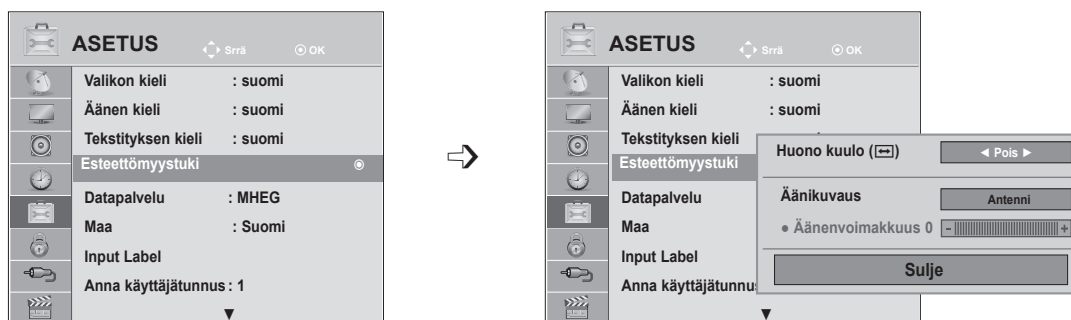 ASETUS Srrä OK
Valikon kieli : suomi
Äänen kieli : suomi
Tekstityksen kieli : suomi
Esteettömyystuki
Datapalvelu : MHEG
Maa : Suomi
Input Label
Anna käyttäjätunnus : 1
▼
ASETUS Srrä OK
Valikon kieli : suomi
Äänen kieli : suomi
Tekstityksen kieli
Esteettömyystuki
Datapalvelu
Maa
Input Label
Anna käyttäjätunnus
▼
Huono kuulo () ◄ Pois ►
Äänikuvaus Antenni
• Äänenvoimakkuus 0 - +
Sulje